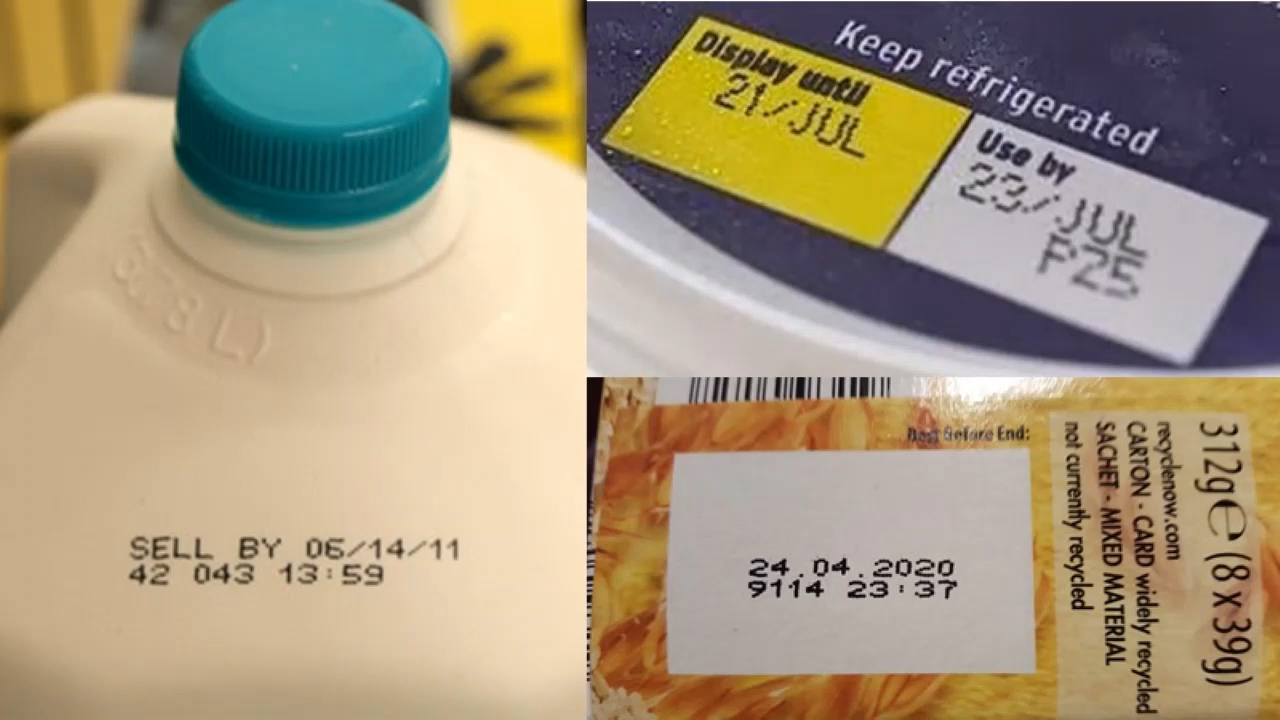 SELL BY 06/14/11
42 043 13:59
Keep refrigerated
Display until
21/JUL
Use by
23/JUL
P25
Best Before End:
24.04.2020
9114 23:37
312g e (8 x 39g)
recyclenow.com
CARTON - CARD widely recycled
SACHET - MIXED MATERIAL
not currently recycled